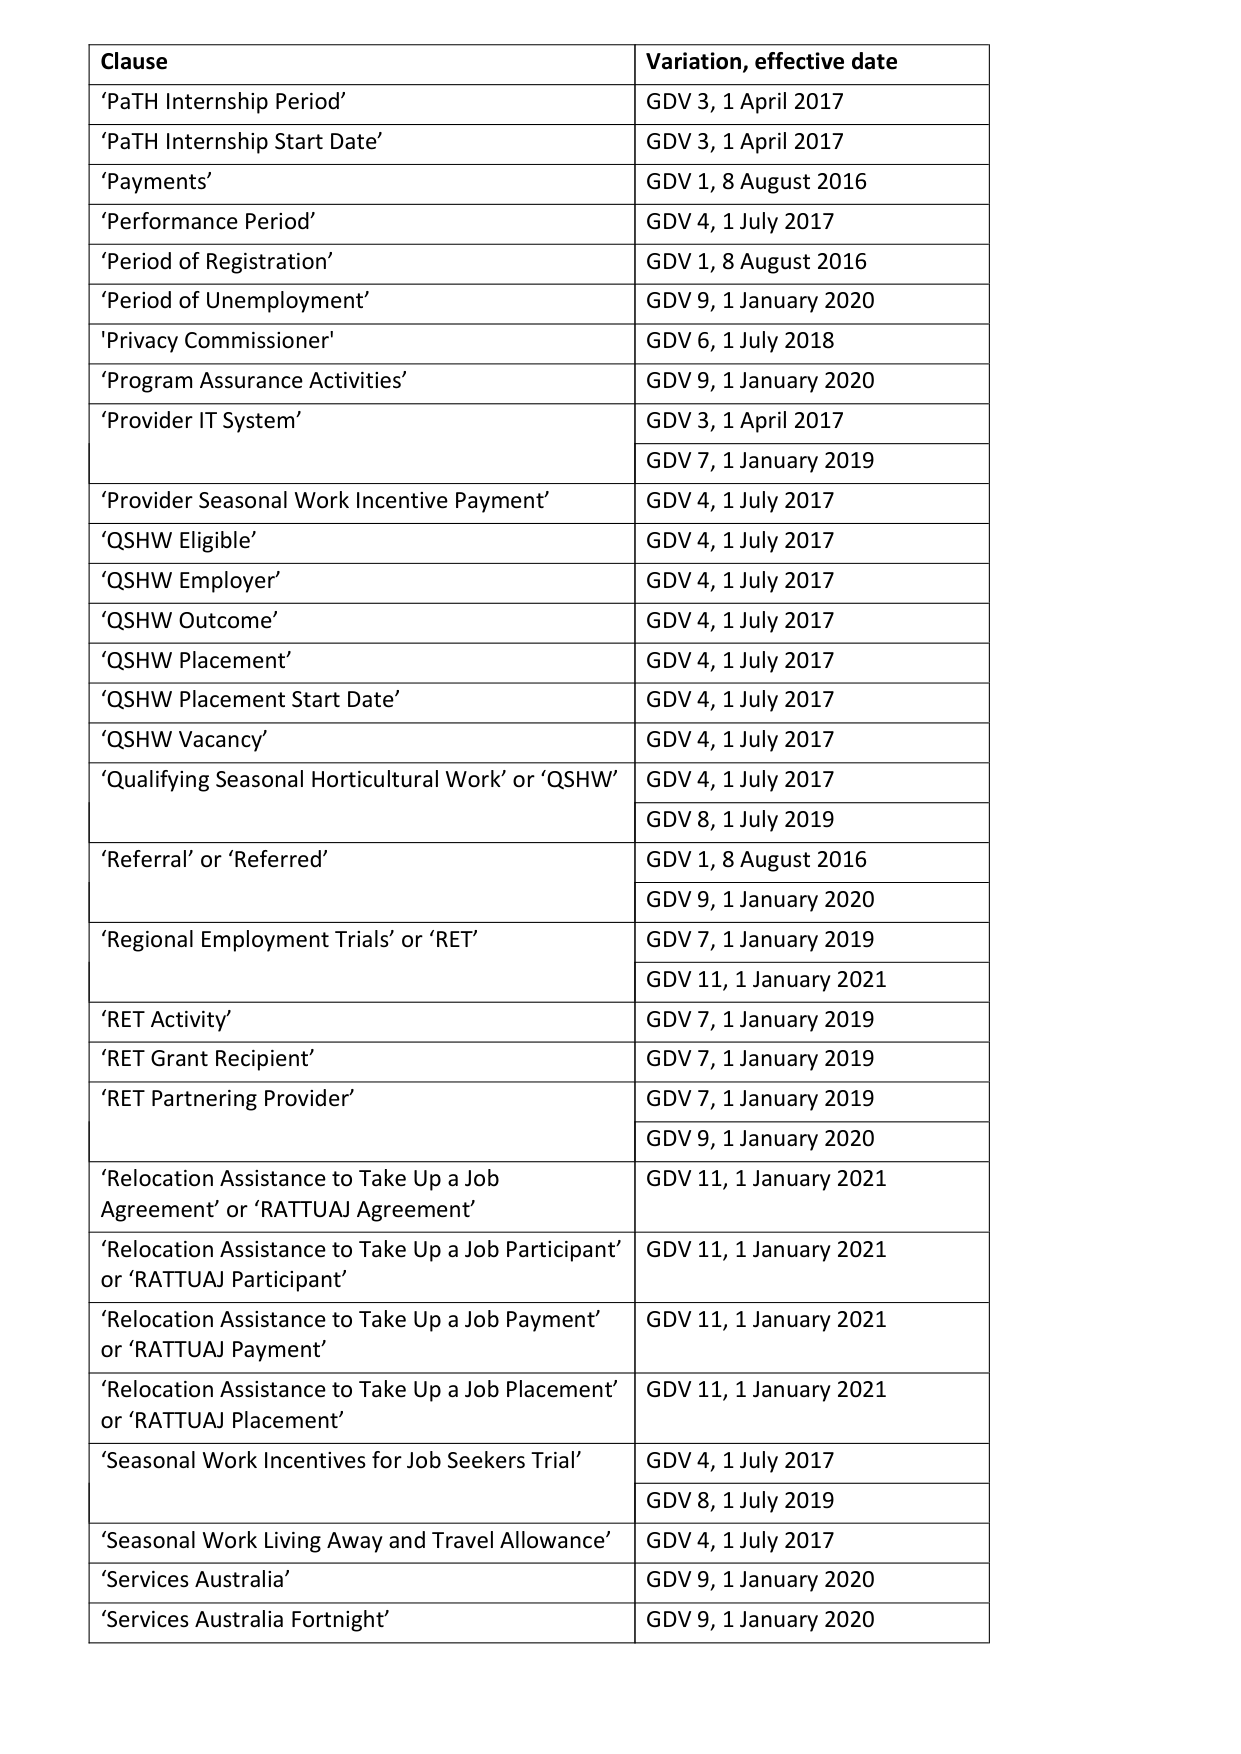 Clause Variation, effective date
‘PaTH Internship Period’ GDV 3, 1 April 2017
‘PaTH Internship Start Date’ GDV 3, 1 April 2017
‘Payments’ GDV 1, 8 August 2016
‘Performance Period’ GDV 4, 1 July 2017
‘Period of Registration’ GDV 1, 8 August 2016
‘Period of Unemployment’ GDV 9, 1 January 2020
'Privacy Commissioner' GDV 6, 1 July 2018
‘Program Assurance Activities’ GDV 9, 1 January 2020
‘Provider IT System’ GDV 3, 1 April 2017
GDV 7, 1 January 2019
‘Provider Seasonal Work Incentive Payment’ GDV 4, 1 July 2017
‘QSHW Eligible’ GDV 4, 1 July 2017
‘QSHW Employer’ GDV 4, 1 July 2017
‘QSHW Outcome’ GDV 4, 1 July 2017
‘QSHW Placement’ GDV 4, 1 July 2017
‘QSHW Placement Start Date’ GDV 4, 1 July 2017
‘QSHW Vacancy’ GDV 4, 1 July 2017
‘Qualifying Seasonal Horticultural Work’ or ‘QSHW’ GDV 4, 1 July 2017
GDV 8, 1 July 2019
‘Referral’ or ‘Referred’ GDV 1, 8 August 2016
GDV 9, 1 January 2020
‘Regional Employment Trials’ or ‘RET’ GDV 7, 1 January 2019
GDV 11, 1 January 2021
‘RET Activity’ GDV 7, 1 January 2019
‘RET Grant Recipient’ GDV 7, 1 January 2019
‘RET Partnering Provider’ GDV 7, 1 January 2019
GDV 9, 1 January 2020
‘Relocation Assistance to Take Up a Job GDV 11, 1 January 2021
Agreement’ or ‘RATTUAJ Agreement’
‘Relocation Assistance to Take Up a Job Participant’ GDV 11, 1 January 2021
or ‘RATTUAJ Participant’
‘Relocation Assistance to Take Up a Job Payment’ GDV 11, 1 January 2021
or ‘RATTUAJ Payment’
‘Relocation Assistance to Take Up a Job Placement’ GDV 11, 1 January 2021
or ‘RATTUAJ Placement’
‘Seasonal Work Incentives for Job Seekers Trial’ GDV 4, 1 July 2017
GDV 8, 1 July 2019
‘Seasonal Work Living Away and Travel Allowance’ GDV 4, 1 July 2017
‘Services Australia’ GDV 9, 1 January 2020
‘Services Australia Fortnight’ GDV 9, 1 January 2020